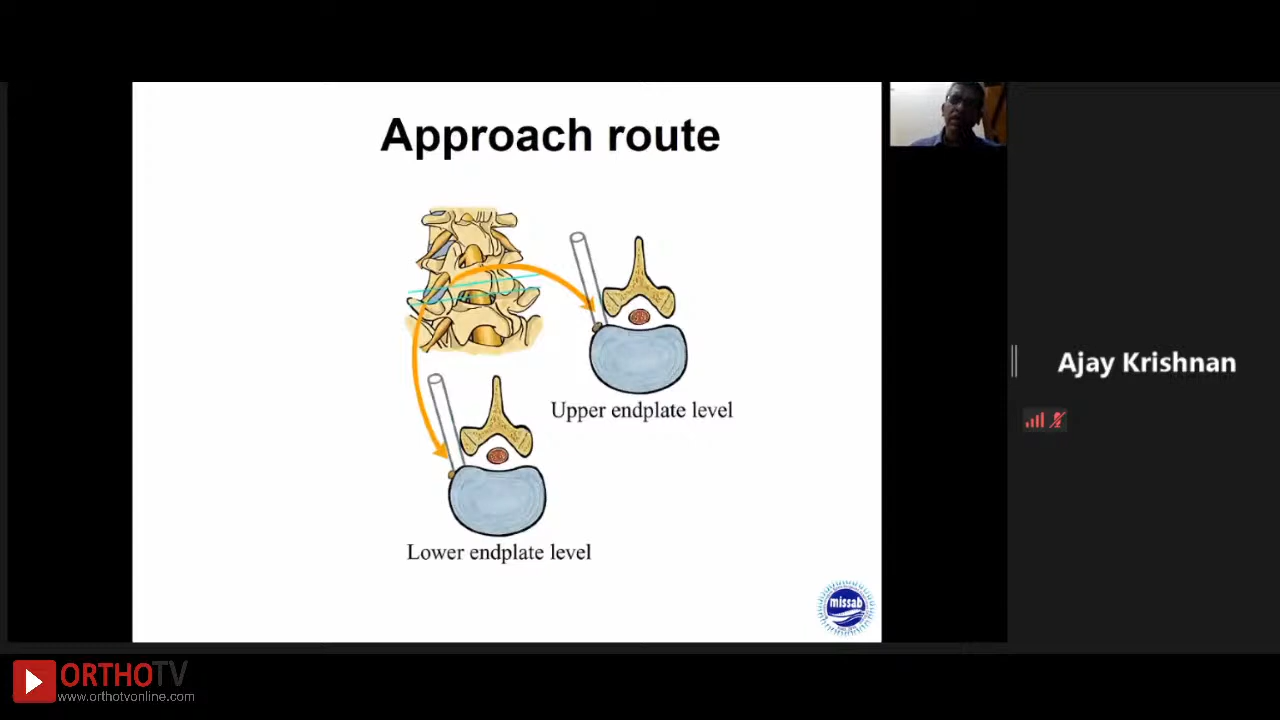 Approach route
Upper endplate level
Lower endplate level
missab
Ajay Krishnan
ORTHOTV
www.orthotvonline.com